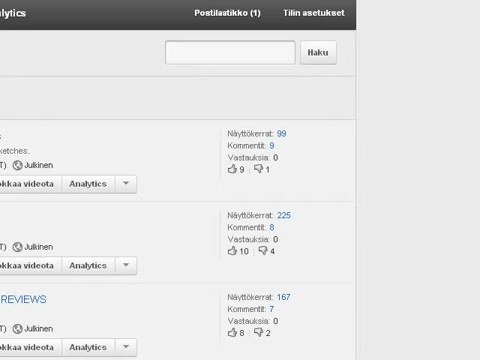 alytics Postilaatikko (1) Tilin asetukset
Haku
Näyttökerrat: 99
ketches. Kommentit: 9
Vastauksia: 0
T) Julkinen 9 1
okkaa videota Analytics
Näyttökerrat: 225
Kommentit: 8
Vastauksia: 0
T) Julkinen 10 4
okkaa videota Analytics
REVIEWS Näyttökerrat: 167
Kommentit: 7
Vastauksia: 0
T) Julkinen 8 2
okkaa videota Analytics